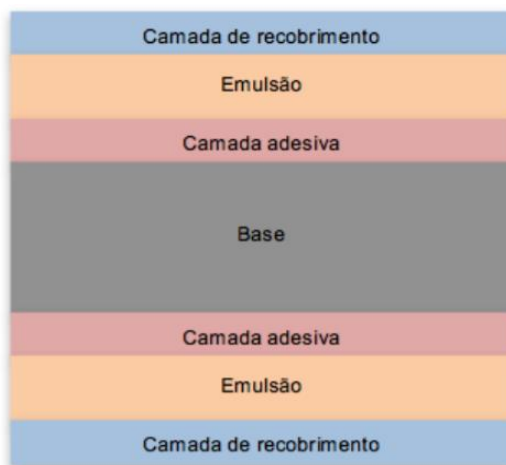 Camada de recobrimento
Emulsão
Camada adesiva
Base
Camada adesiva
Emulsão
Camada de recobrimento